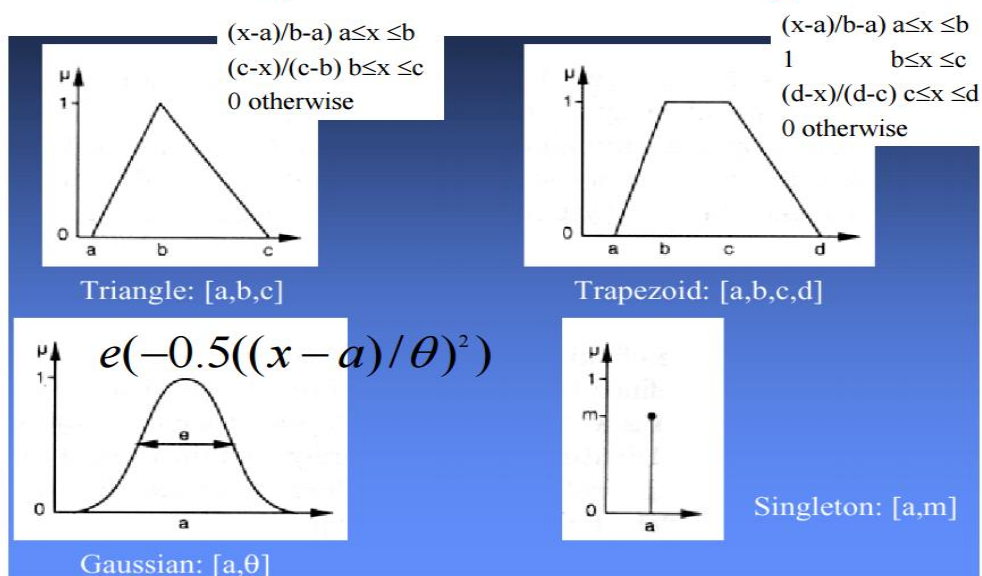 (x-a)/b-a) a≤x ≤b
(c-x)/(c-b) b≤x ≤c
0 otherwise
μ
1
0
a b c
Triangle: [a,b,c]
(x-a)/b-a) a≤x ≤b
1 b≤x ≤c
(d-x)/(d-c) c≤x ≤d
0 otherwise
μ
1
0
a b c d
Trapezoid: [a,b,c,d]
e(−0.5((x − a)/θ)²)
μ
1
e
0
a
Gaussian: [a,θ]
μ
1
m
0
a
Singleton: [a,m]